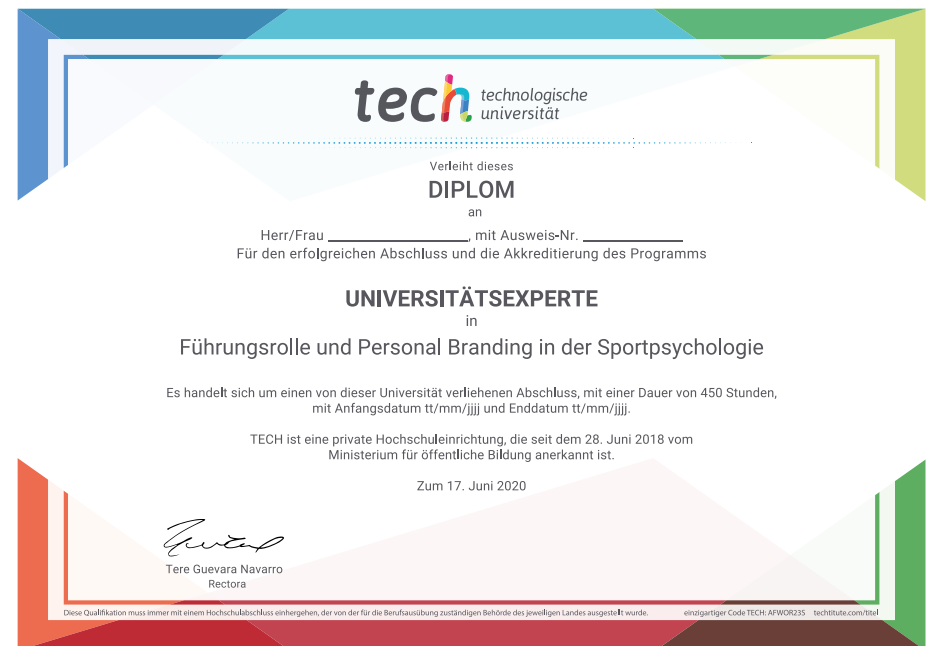 tech technologische
universität
Verleiht dieses
DIPLOM
an
Herr/Frau ____________, mit Ausweis-Nr. ____________
Für den erfolgreichen Abschluss und die Akkreditierung des Programms
UNIVERSITÄTSEXPERTE
in
Führungsrolle und Personal Branding in der Sportpsychologie
Es handelt sich um einen von dieser Universität verliehenen Abschluss, mit einer Dauer von 450 Stunden,
mit Anfangsdatum tt/mm/jjjj und Enddatum tt/mm/jjjj.
TECH ist eine private Hochschuleinrichtung, die seit dem 28. Juni 2018 vom
Ministerium für öffentliche Bildung anerkannt ist.
Zum 17. Juni 2020
Tere Guevara Navarro
Rectora
Diese Qualifikation muss immer mit einem Hochschulabschluss einhergehen, der von der für die Berufsausübung zuständigen Behörde des jeweiligen Landes ausgestellt wurde. einzigartiger Code TECH: AFWOR23S techtitute.com/titel